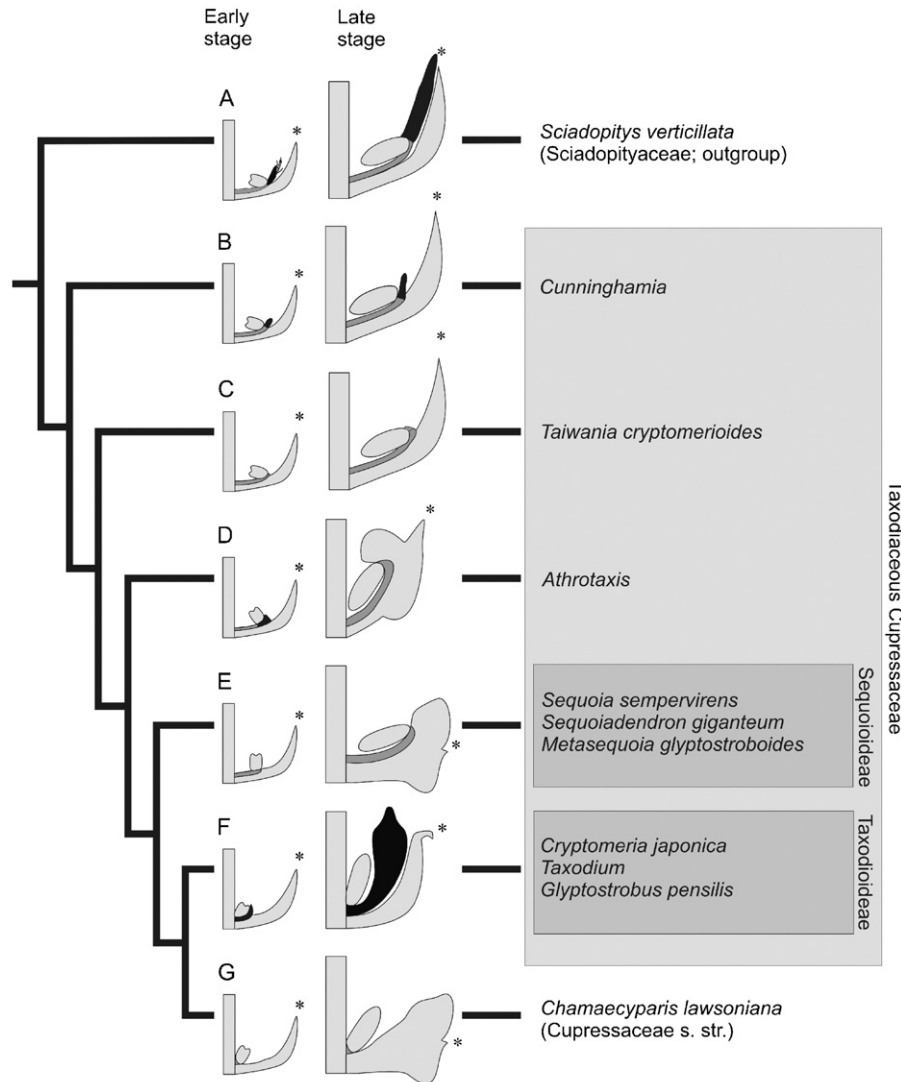 Early
stage
Late
stage
A
*
*
Sciadopitys verticillata
(Sciadopityaceae; outgroup)
B
*
*
Cunninghamia
C
*
*
Taiwania cryptomerioides
D
*
*
Athrotaxis
E
*
*
Sequoia sempervirens
Sequoiadendron giganteum
Metasequoia glyptostroboides
Sequoioideae
F
*
*
Cryptomeria japonica
Taxodium
Glyptostrobus pensilis
Taxodioideae
Taxodiaceous Cupressaceae
G
*
*
Chamaecyparis lawsoniana
(Cupressaceae s. str.)